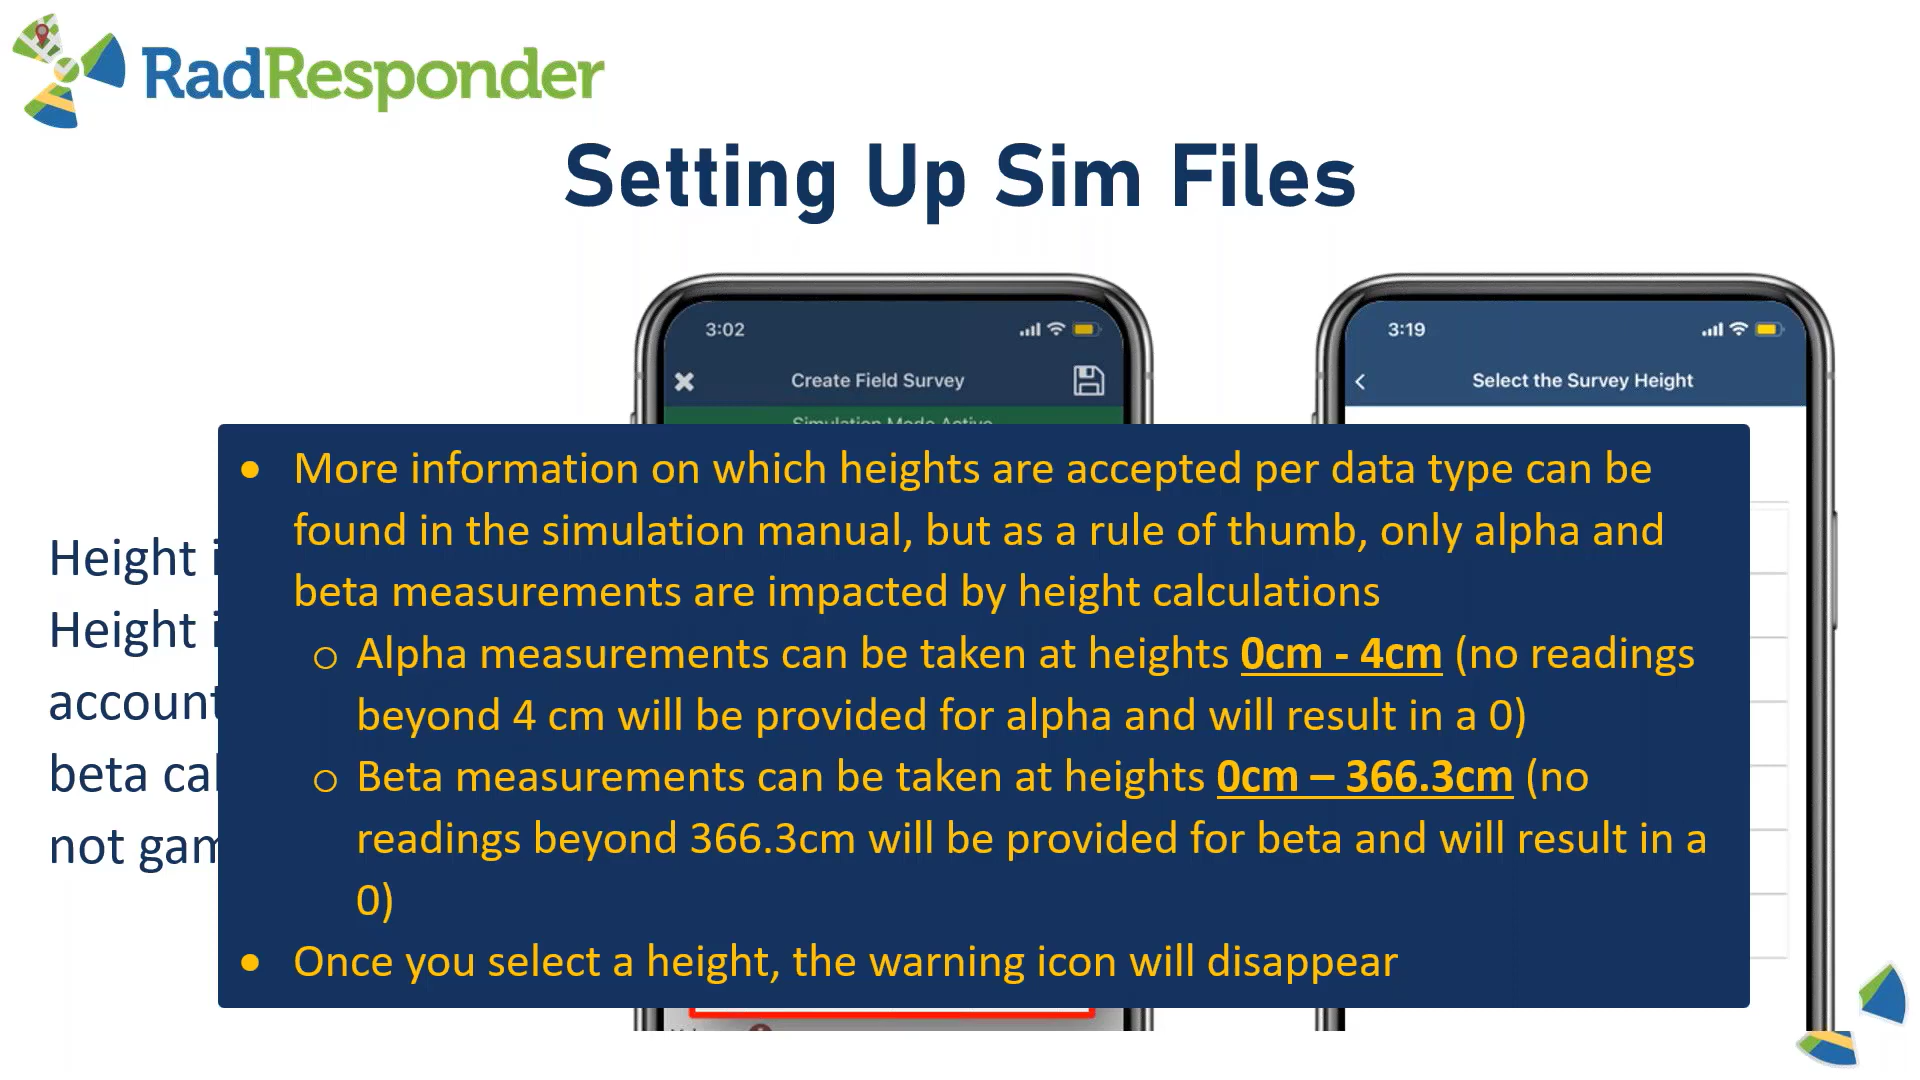 RadResponder
Setting Up Sim Files
3:02
Create Field Survey
Simulation Mode Active
3:19
Select the Survey Height
Height
Height
account
beta
not
• More information on which heights are accepted per data type can be
found in the simulation manual, but as a rule of thumb, only alpha and
beta measurements are impacted by height calculations
o Alpha measurements can be taken at heights 0cm - 4cm (no readings
beyond 4 cm will be provided for alpha and will result in a 0)
o Beta measurements can be taken at heights 0cm – 366.3cm (no
readings beyond 366.3cm will be provided for beta and will result in a
0)
• Once you select a height, the warning icon will disappear